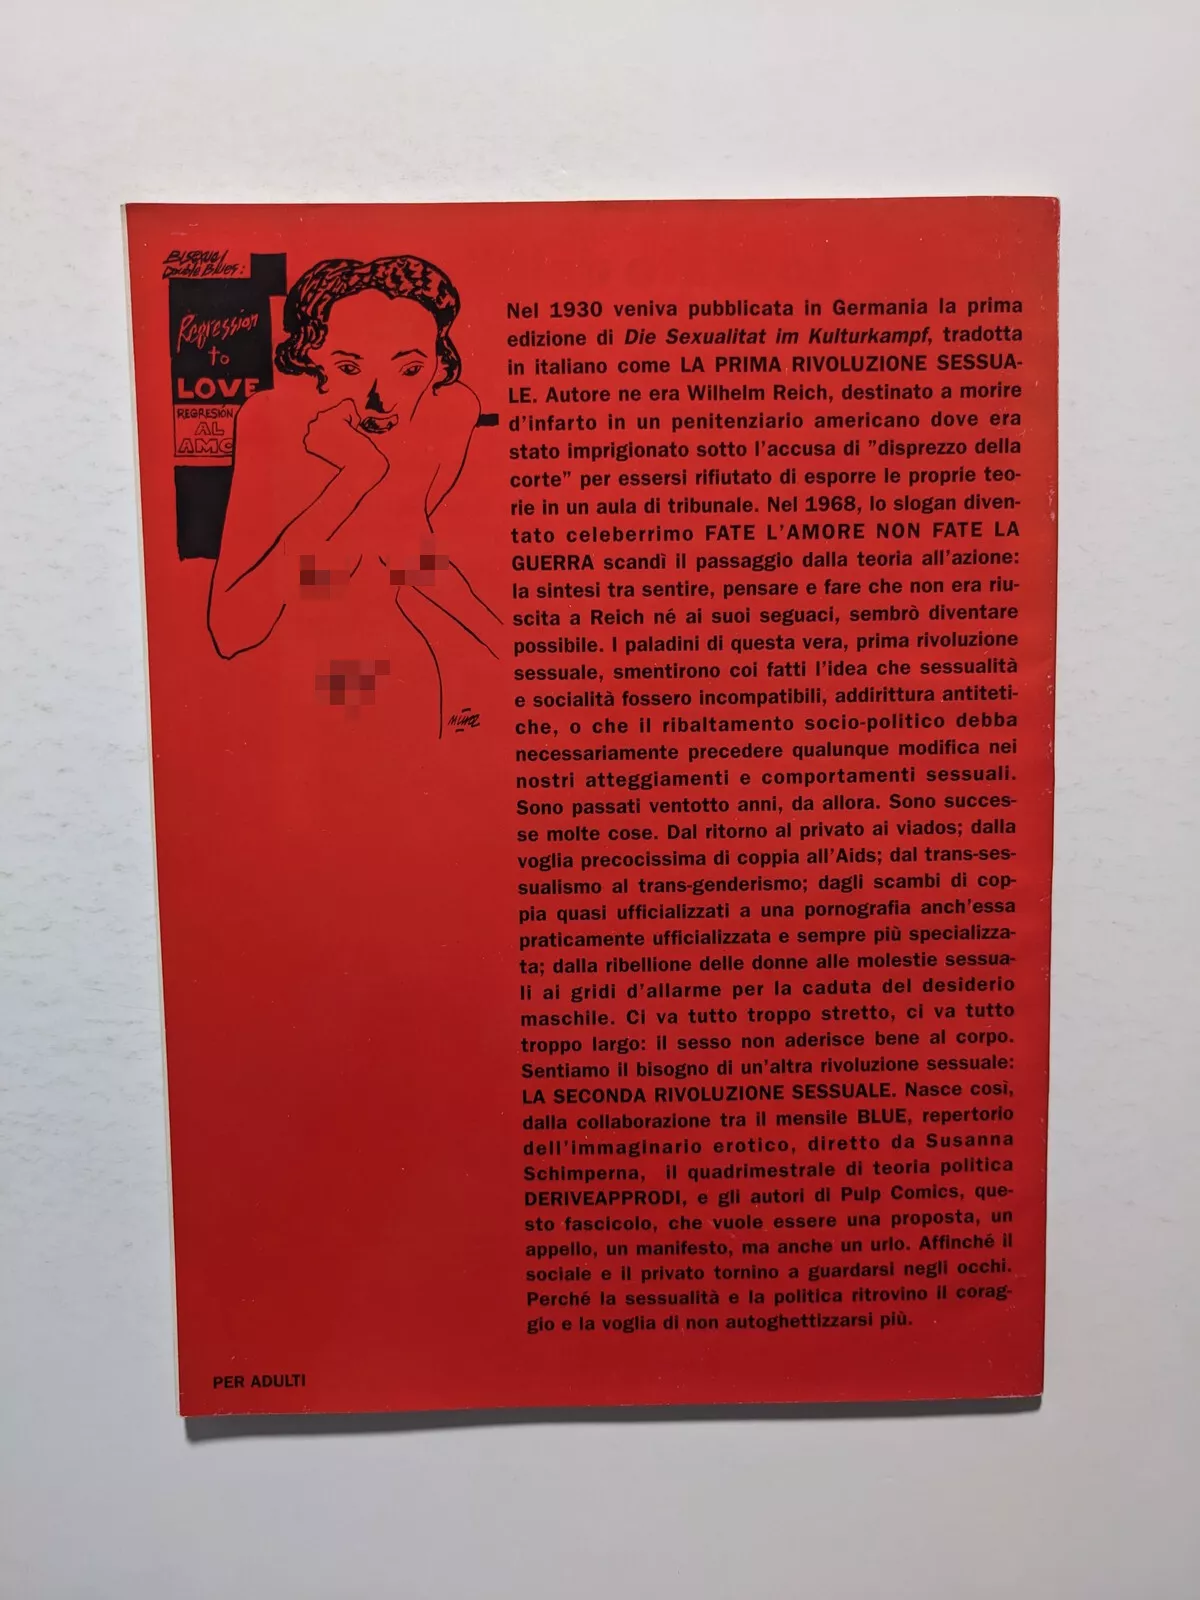 Bisexual
Double Blues:
Regression
to
LOVE
REGRESIÓN
AL
AMO
MUÑOZ
Nel 1930 veniva pubblicata in Germania la prima
edizione di Die Sexualitat im Kulturkampf, tradotta
in italiano come LA PRIMA RIVOLUZIONE SESSUA-
LE. Autore ne era Wilhelm Reich, destinato a morire
d'infarto in un penitenziario americano dove era
stato imprigionato sotto l'accusa di "disprezzo della
corte" per essersi rifiutato di esporre le proprie teo-
rie in un aula di tribunale. Nel 1968, lo slogan diven-
tato celeberrimo FATE L'AMORE NON FATE LA
GUERRA scandì il passaggio dalla teoria all'azione:
la sintesi tra sentire, pensare e fare che non era riu-
scita a Reich né ai suoi seguaci, sembrò diventare
possibile. I paladini di questa vera, prima rivoluzione
sessuale, smentirono coi fatti l'idea che sessualità
e socialità fossero incompatibili, addirittura antiteti-
che, o che il ribaltamento socio-politico debba
necessariamente precedere qualunque modifica nei
nostri atteggiamenti e comportamenti sessuali.
Sono passati ventotto anni, da allora. Sono succes-
se molte cose. Dal ritorno al privato ai viados; dalla
voglia precocissima di coppia all'Aids; dal trans-ses-
sualismo al trans-genderismo; dagli scambi di cop-
pia quasi ufficializzati a una pornografia anch'essa
praticamente ufficializzata e sempre più specializza-
ta; dalla ribellione delle donne alle molestie sessua-
li ai gridi d'allarme per la caduta del desiderio
maschile. Ci va tutto troppo stretto, ci va tutto
troppo largo: il sesso non aderisce bene al corpo.
Sentiamo il bisogno di un'altra rivoluzione sessuale:
LA SECONDA RIVOLUZIONE SESSUALE. Nasce così,
dalla collaborazione tra il mensile BLUE, repertorio
dell'immaginario erotico, diretto da Susanna
Schimperna, il quadrimestrale di teoria politica
DERIVEAPPRODI, e gli autori di Pulp Comics, que-
sto fascicolo, che vuole essere una proposta, un
appello, un manifesto, ma anche un urlo. Affinché il
sociale e il privato tornino a guardarsi negli occhi.
Perché la sessualità e la politica ritrovino il corag-
gio e la voglia di non autoghettizzarsi più.
PER ADULTI